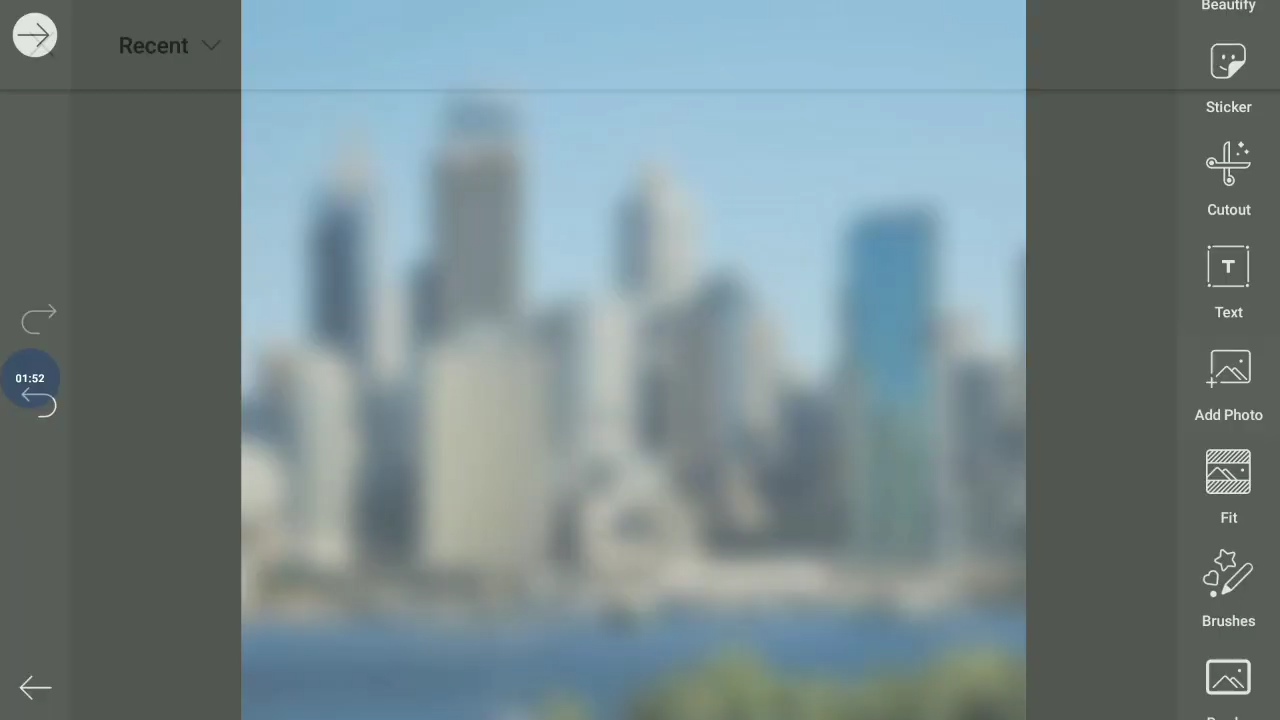 Recent
Beautify
Sticker
Cutout
T
Text
Add Photo
Fit
Brushes
01:52